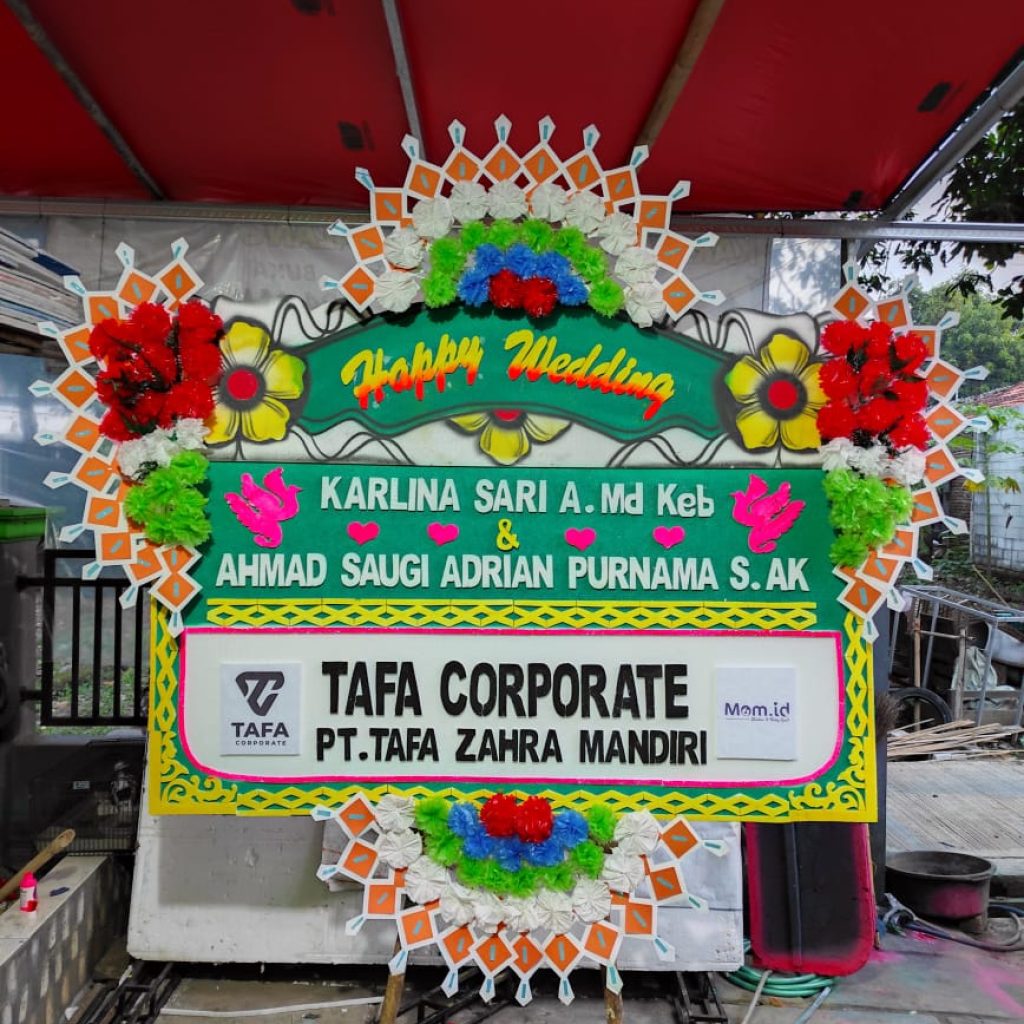 Happy Wedding
KARLINA SARI A. Md Keb
&
AHMAD SAUGI ADRIAN PURNAMA S. AK
TAFA CORPORATE
PT. TAFA ZAHRA MANDIRI
TAFA
CORPORATE
Mom.id